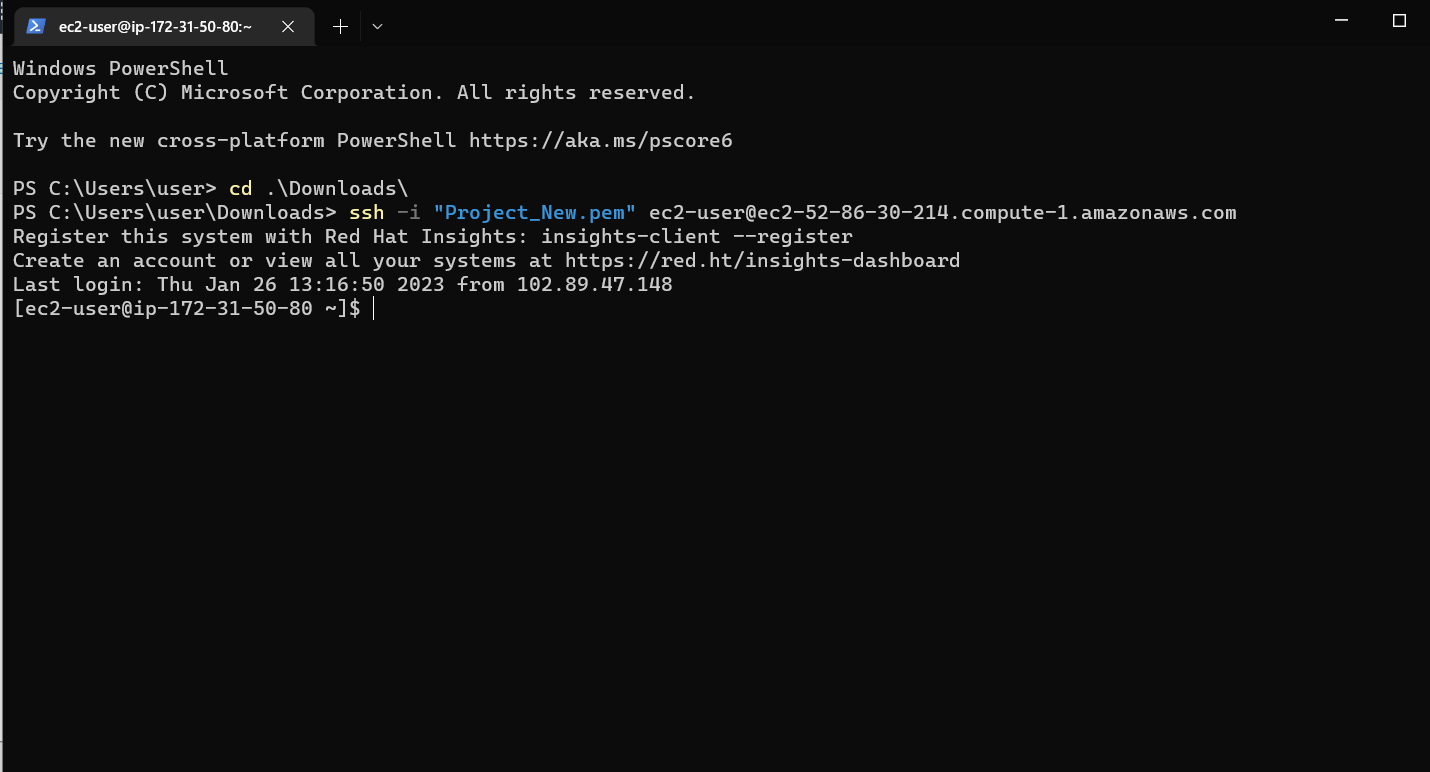 ec2-user@ip-172-31-50-80:~
Windows PowerShell
Copyright (C) Microsoft Corporation. All rights reserved.
Try the new cross-platform PowerShell https://aka.ms/pscore6
PS C:\Users\user> cd .\Downloads\
PS C:\Users\user\Downloads> ssh -i "Project_New.pem" ec2-user@ec2-52-86-30-214.compute-1.amazonaws.com
Register this system with Red Hat Insights: insights-client --register
Create an account or view all your systems at https://red.ht/insights-dashboard
Last login: Thu Jan 26 13:16:50 2023 from 102.89.47.148
[ec2-user@ip-172-31-50-80 ~]$